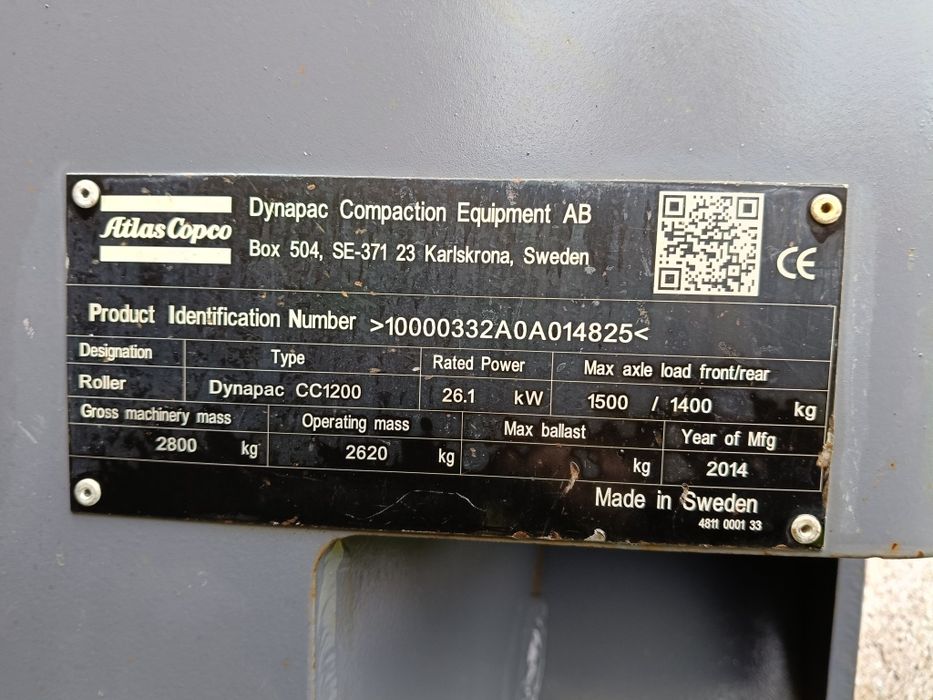 Atlas Copco
Dynapac Compaction Equipment AB
Box 504, SE-371 23 Karlskrona, Sweden
CE
Product Identification Number >10000332A0A014825<
Designation Type Rated Power Max axle load front/rear
Roller Dynapac CC1200 26.1 kW 1500 / 1400 kg
Gross machinery mass Operating mass Max ballast Year of Mfg
2800 kg 2620 kg kg 2014
Made in Sweden
4811 0001 33